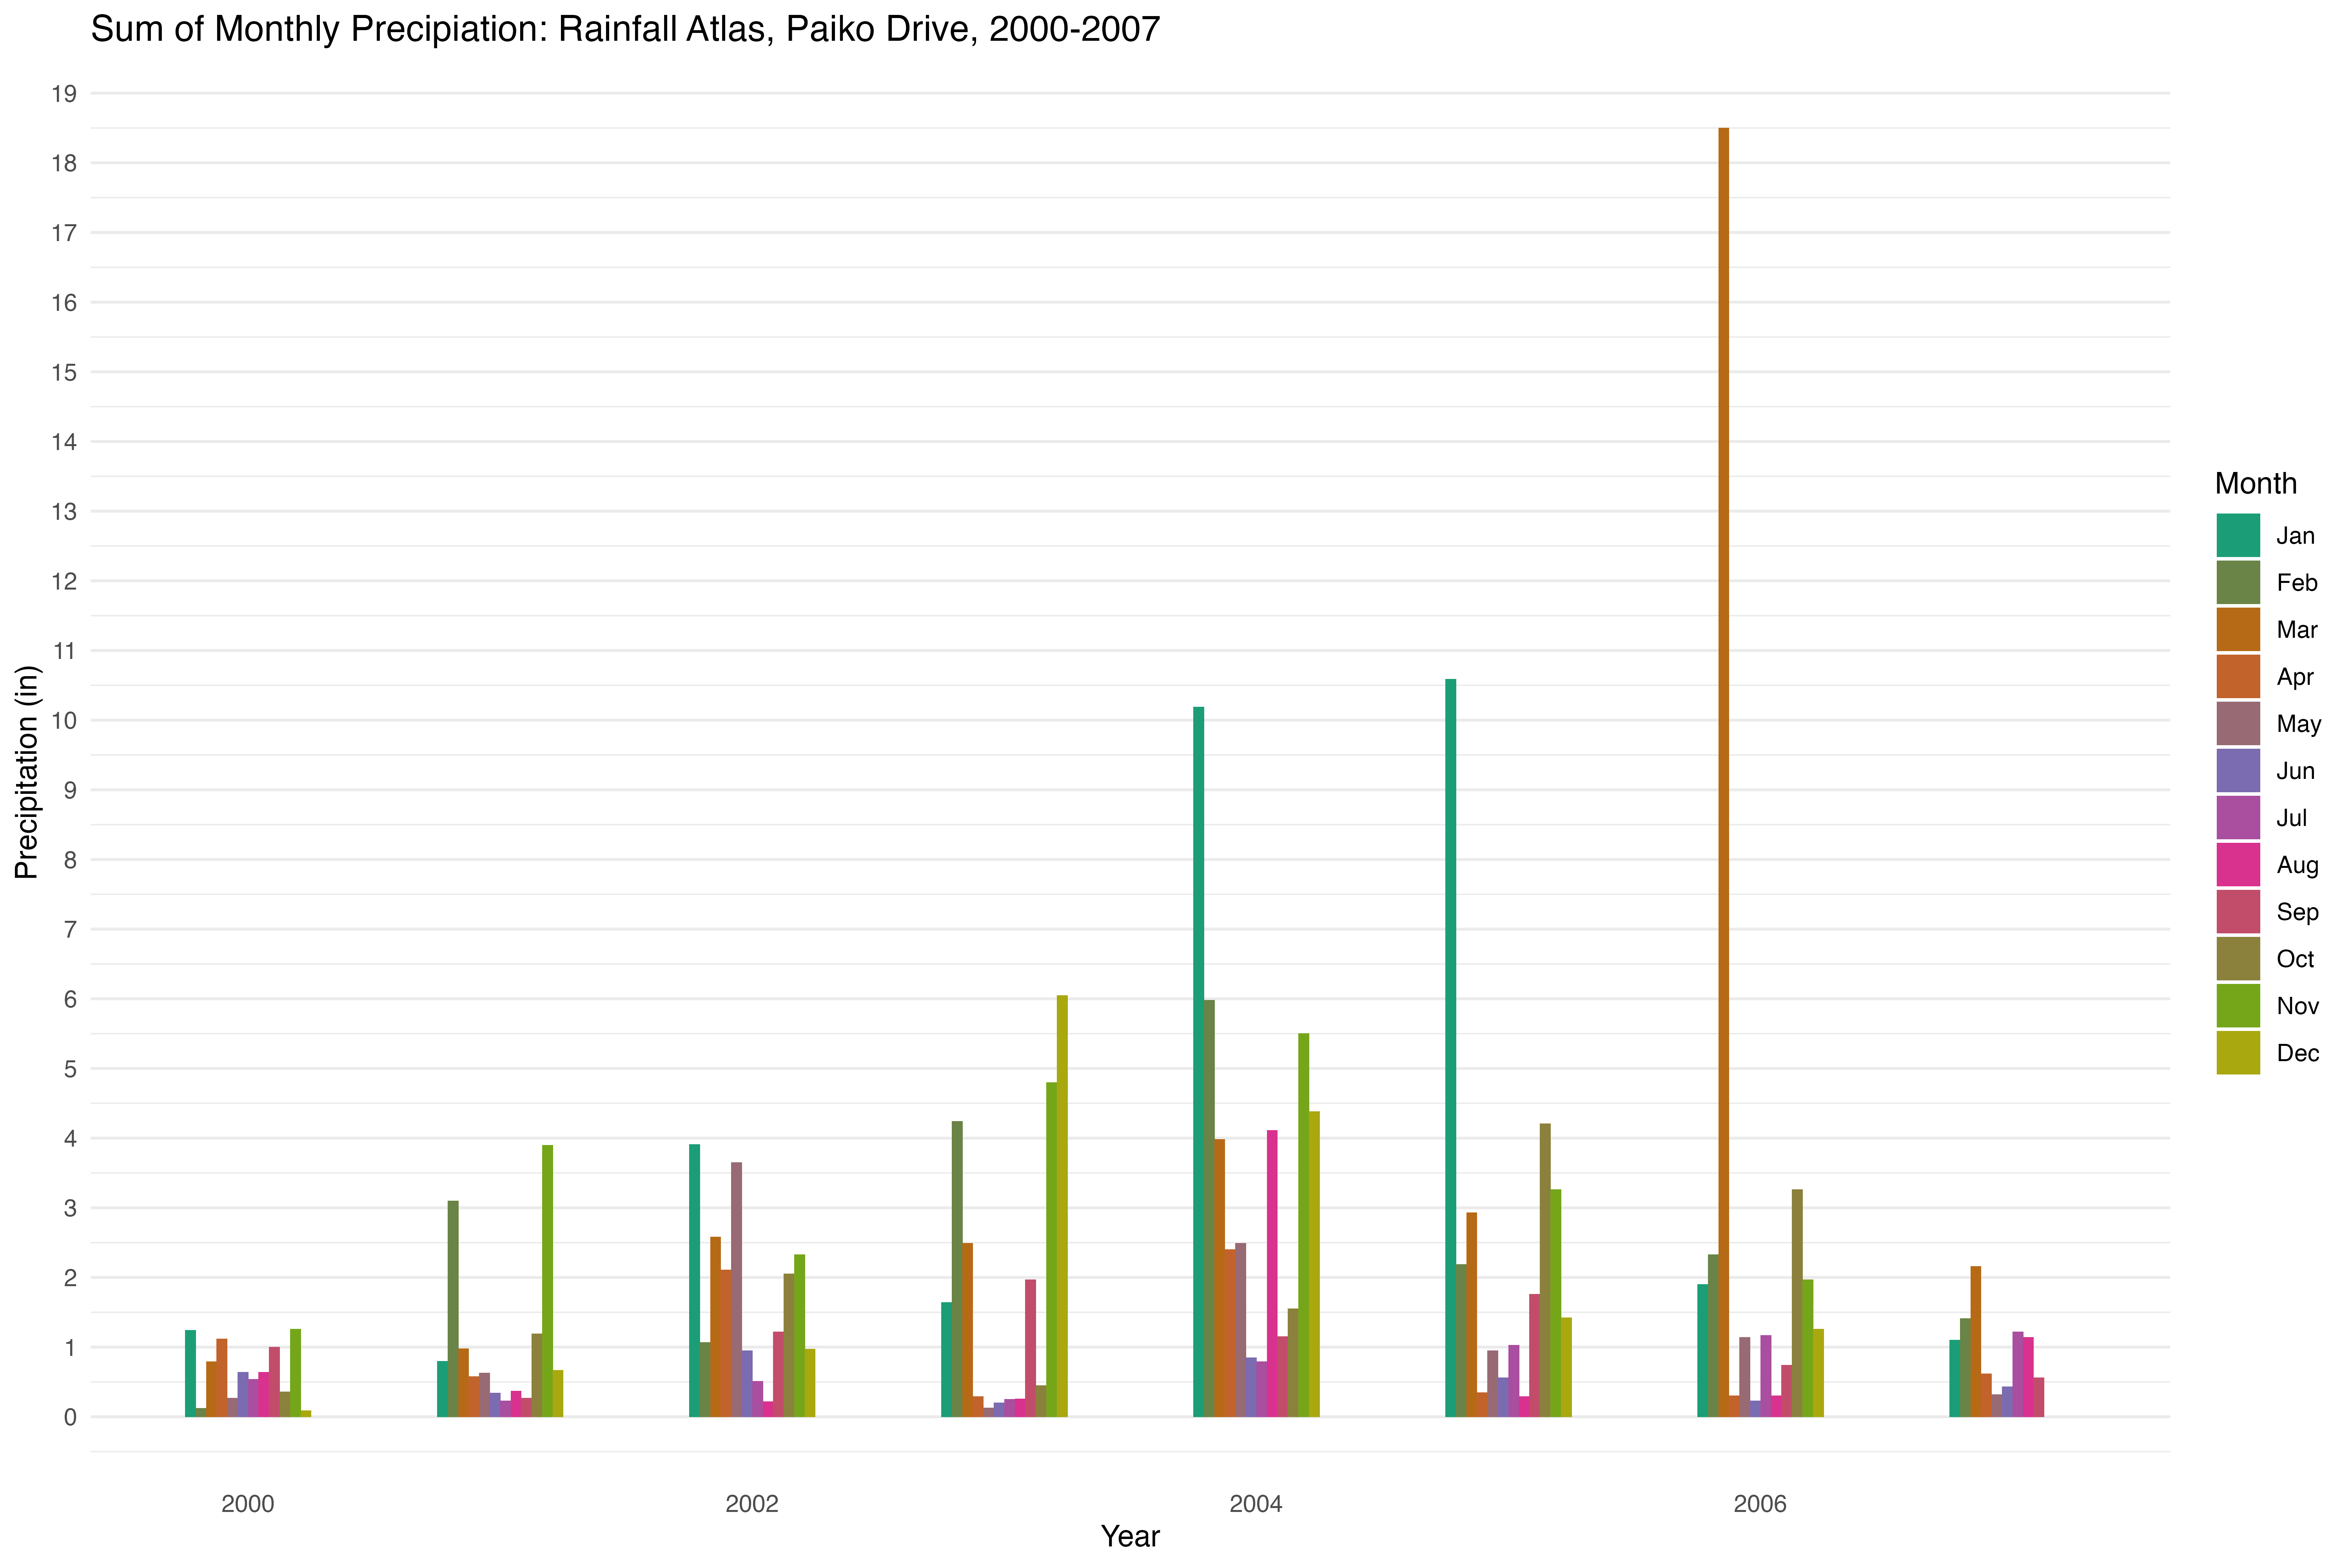 Sum of Monthly Precipiation: Rainfall Atlas, Paiko Drive, 2000-2007
19
18
17
16
15
14
13
12
11
10
9
8
7
6
5
4
3
2
1
0
Precipitation (in)
2000
2002
2004
2006
Year
Month
Jan
Feb
Mar
Apr
May
Jun
Jul
Aug
Sep
Oct
Nov
Dec